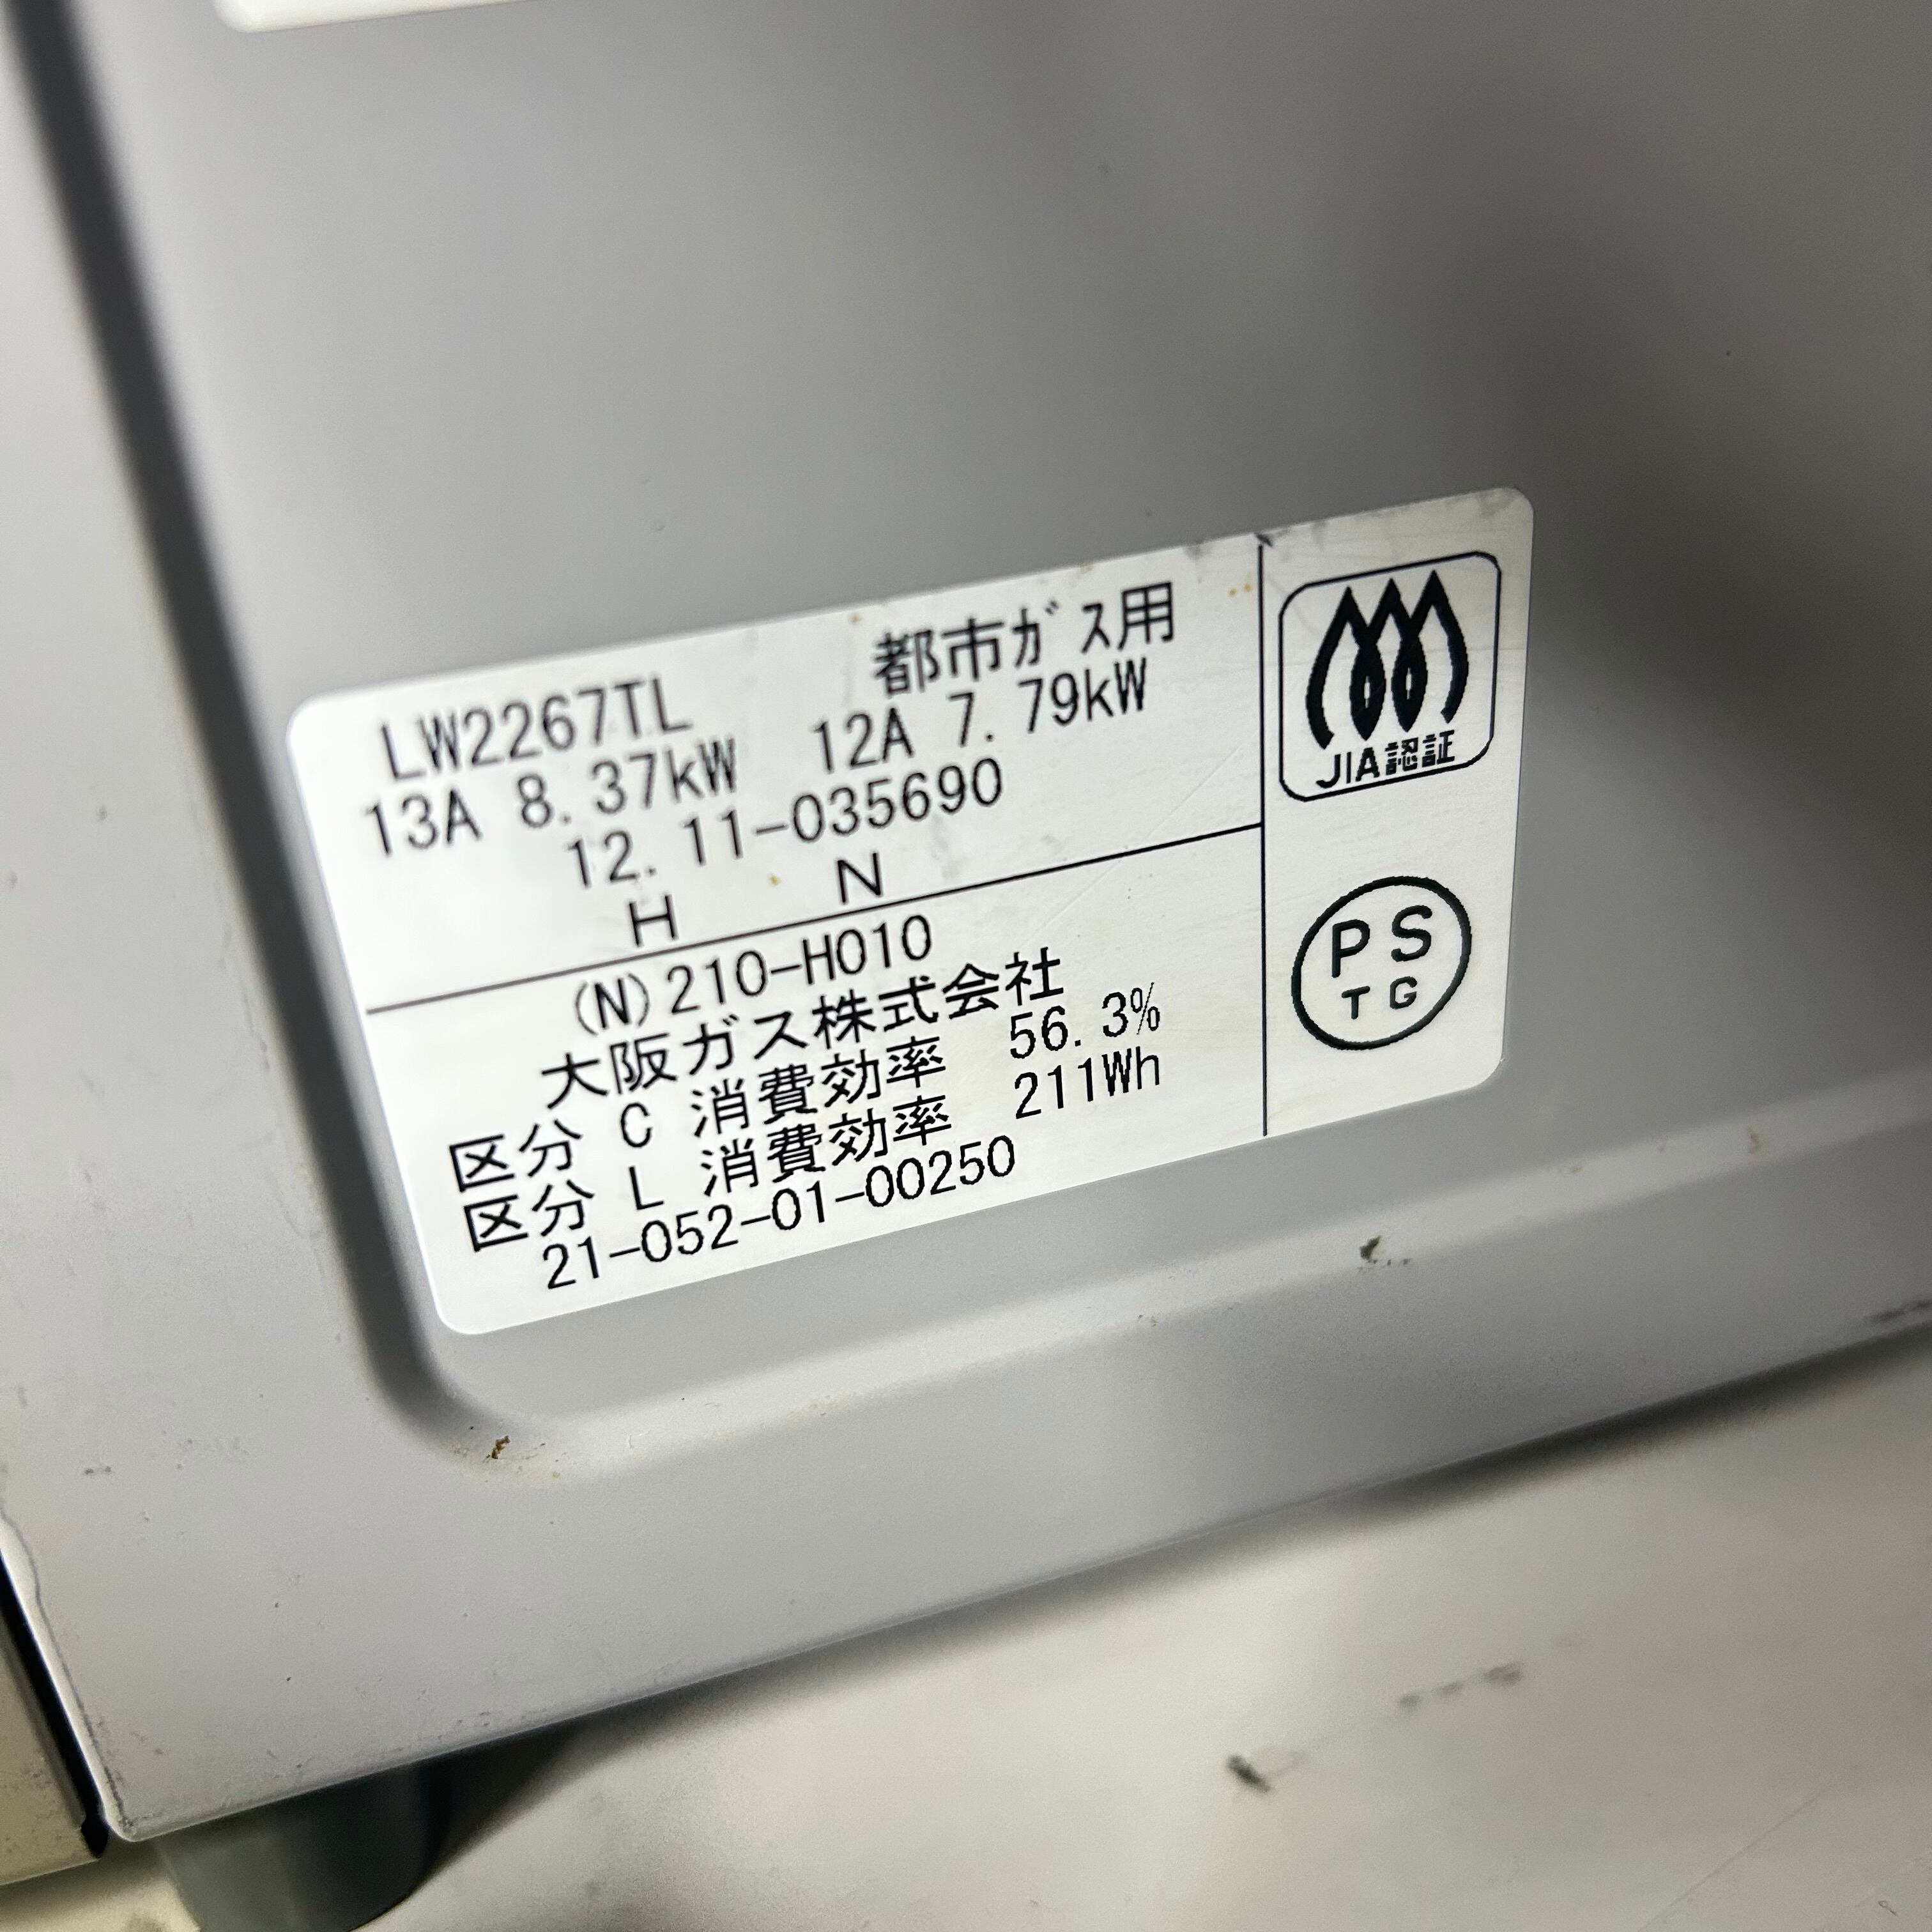 LW2267TL 都市ｶﾞｽ用
13A 8.37kW 12A 7.79kW
12.11-035690
H N
(N)210-H010
大阪ガス株式会社
区分 C 消費効率 56.3%
区分 L 消費効率 211Wh
21-052-01-00250
JIA認証
PS
TG